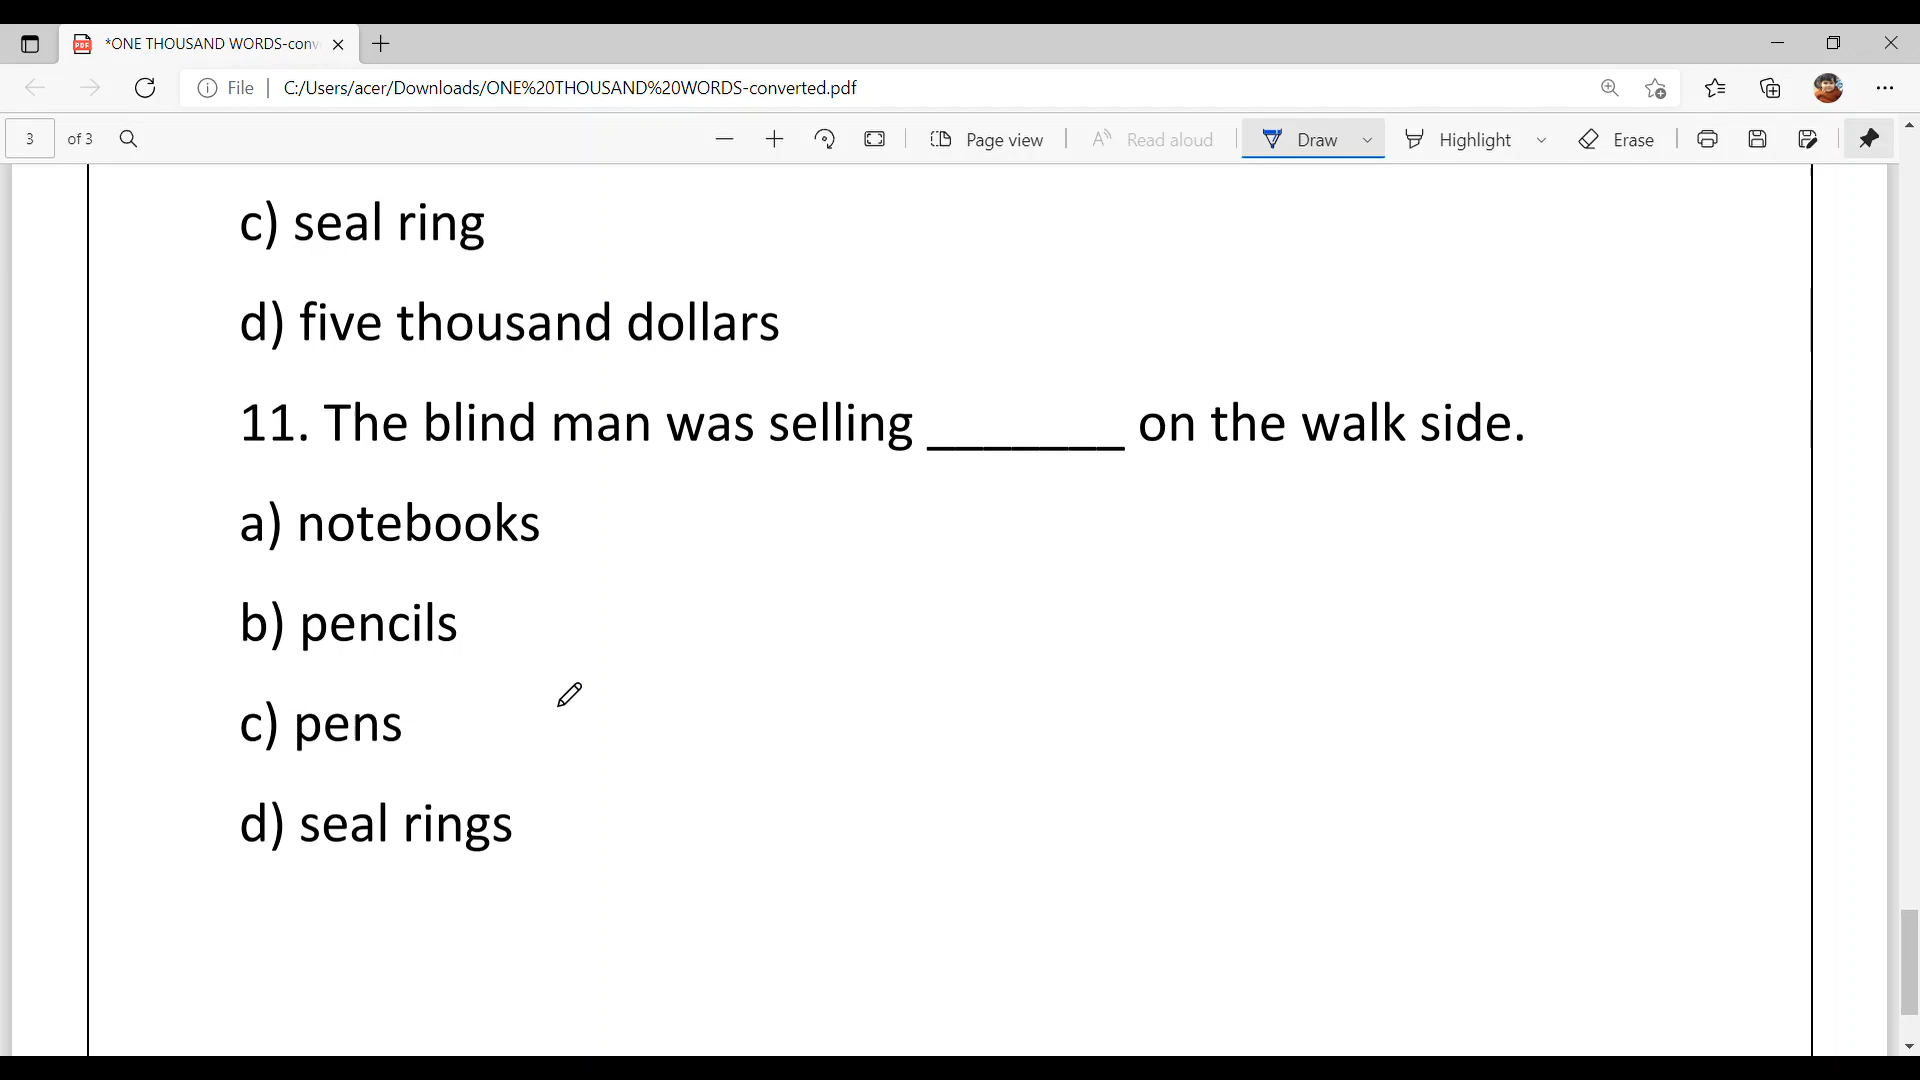 *ONE THOUSAND WORDS-conv
File
C:/Users/acer/Downloads/ONE%20THOUSAND%20WORDS-converted.pdf
3 of 3
Page view
Read aloud
Draw
Highlight
Erase
c) seal ring
d) five thousand dollars
11. The blind man was selling _______ on the walk side.
a) notebooks
b) pencils
c) pens
d) seal rings